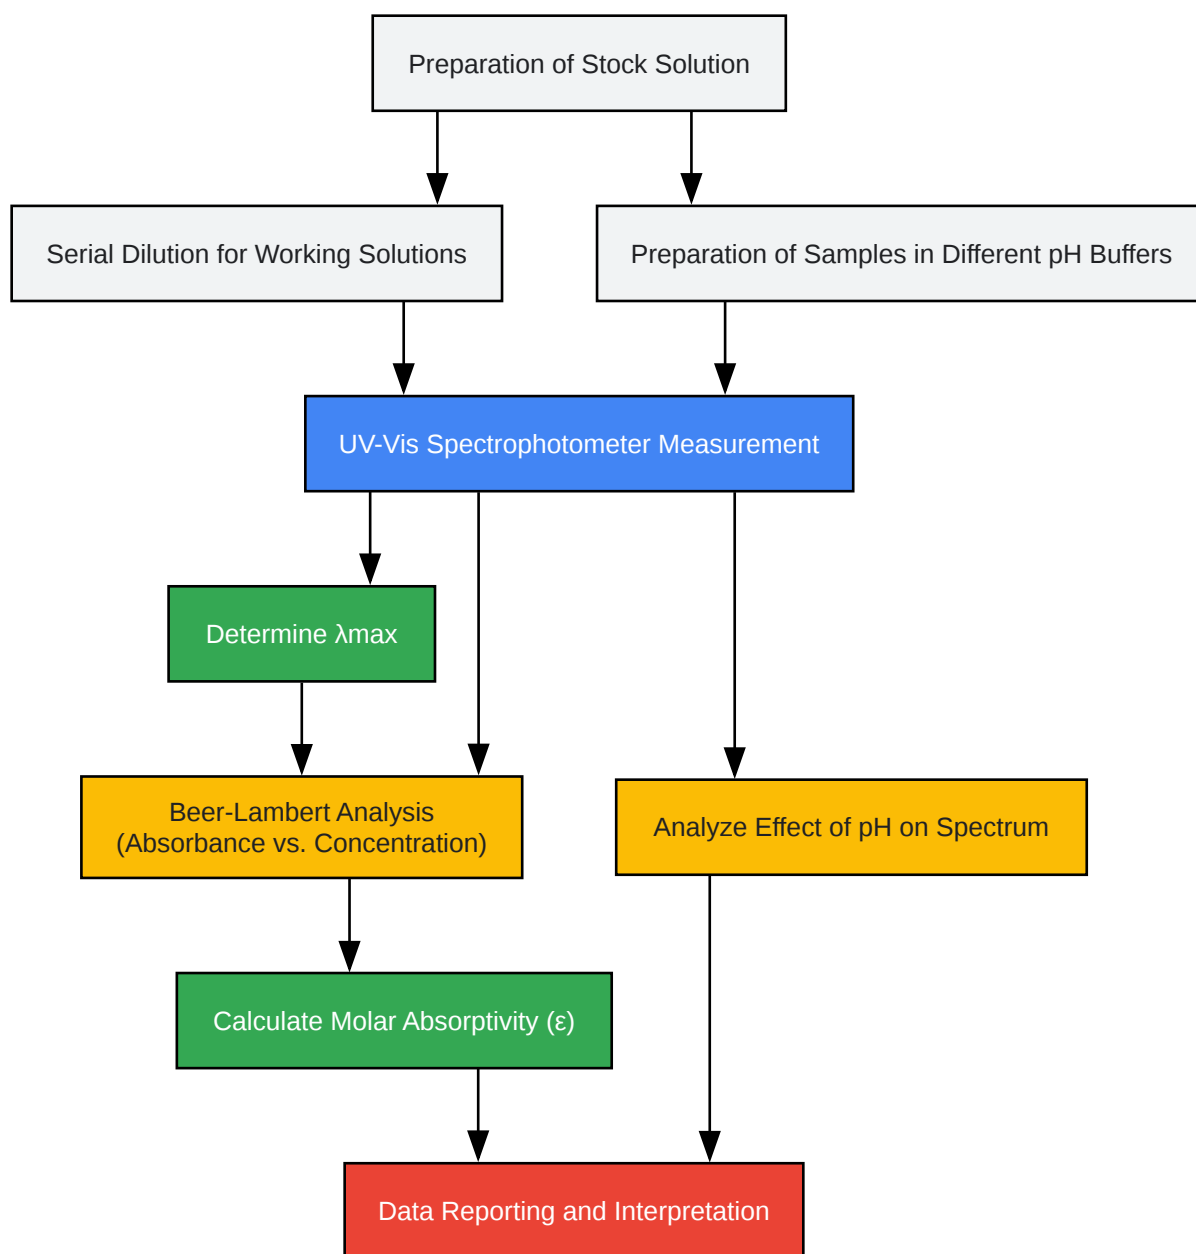 Preparation of Stock Solution
Serial Dilution for Working Solutions
Preparation of Samples in Different pH Buffers
UV-Vis Spectrophotometer Measurement
Determine λmax
Beer-Lambert Analysis
(Absorbance vs. Concentration)
Analyze Effect of pH on Spectrum
Calculate Molar Absorptivity (ε)
Data Reporting and Interpretation